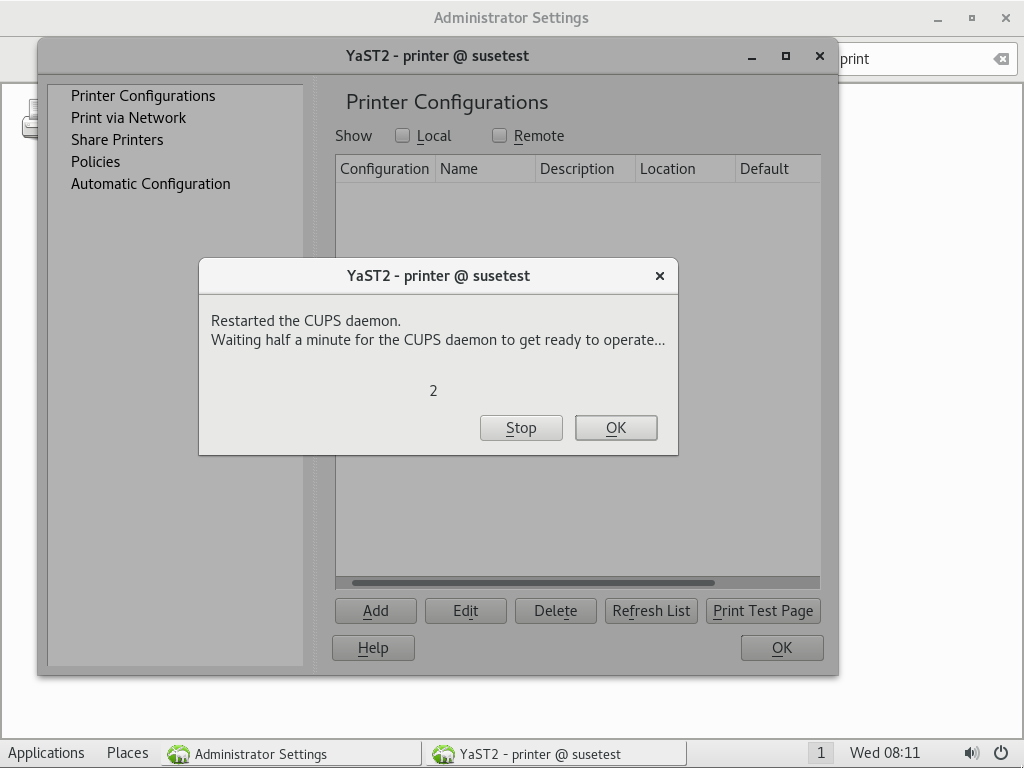 Administrator Settings
YaST2 - printer @ susetest
print
Printer Configurations
Print via Network
Share Printers
Policies
Automatic Configuration
Printer Configurations
Show Local Remote
Configuration Name Description Location Default
YaST2 - printer @ susetest
Restarted the CUPS daemon.
Waiting half a minute for the CUPS daemon to get ready to operate...
2
Stop OK
Add Edit Delete Refresh List Print Test Page
Help OK
Applications Places Administrator Settings YaST2 - printer @ susetest 1 Wed 08:11